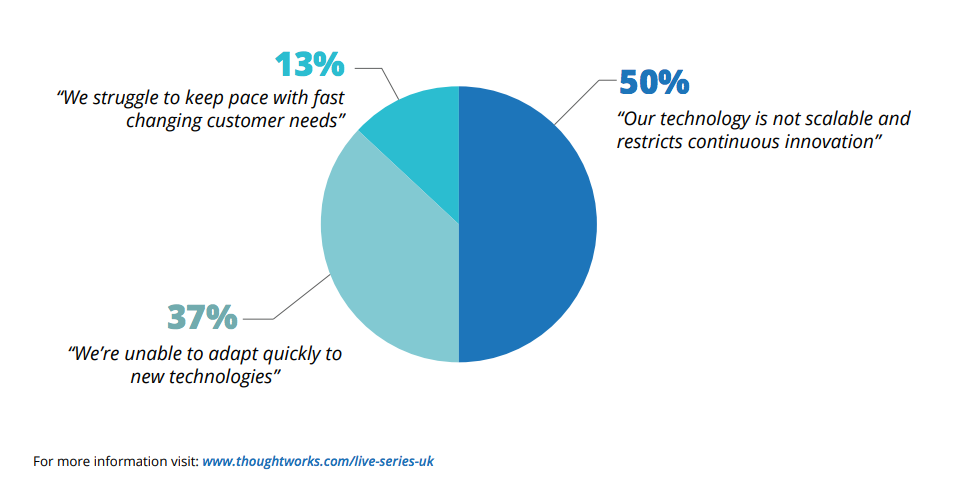 13%
“We struggle to keep pace with fast
changing customer needs”
50%
“Our technology is not scalable and
restricts continuous innovation”
37%
“We’re unable to adapt quickly to
new technologies”
For more information visit: www.thoughtworks.com/live-series-uk